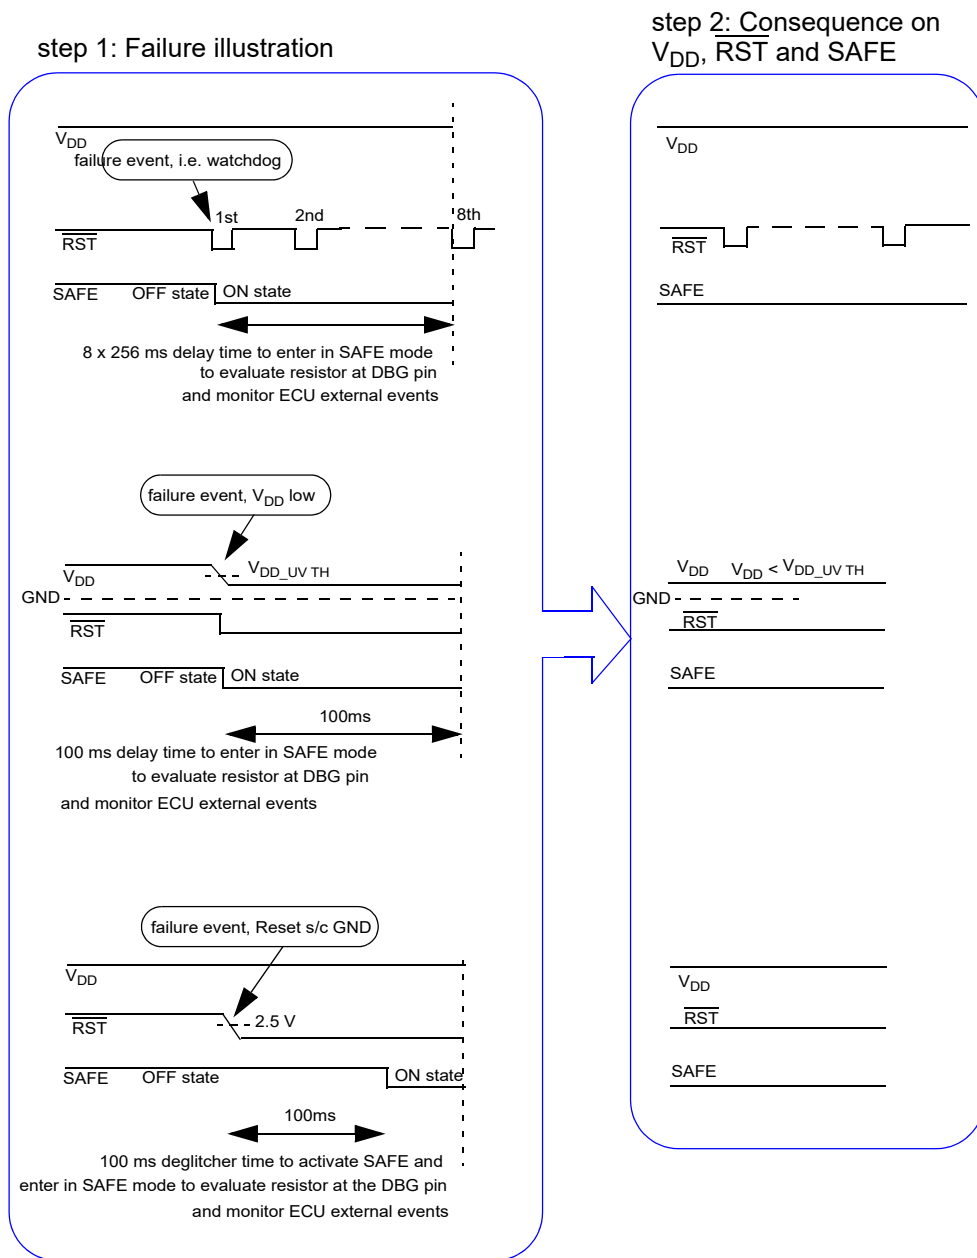 step 1: Failure illustration
step 2: Consequence on
VDD, RST and SAFE
VDD
failure event, i.e. watchdog
1st
2nd
8th
RST
SAFE
OFF state
ON state
8 x 256 ms delay time to enter in SAFE mode
to evaluate resistor at DBG pin
and monitor ECU external events
failure event, VDD low
VDD
VDD_UV TH
GND
RST
SAFE
OFF state
ON state
100ms
100 ms delay time to enter in SAFE mode
to evaluate resistor at DBG pin
and monitor ECU external events
failure event, Reset s/c GND
VDD
RST
2.5 V
SAFE
OFF state
ON state
100ms
100 ms deglitcher time to activate SAFE and
enter in SAFE mode to evaluate resistor at the DBG pin
and monitor ECU external events
VDD
RST
SAFE
VDD
VDD < VDD_UV TH
GND
RST
SAFE
VDD
RST
SAFE